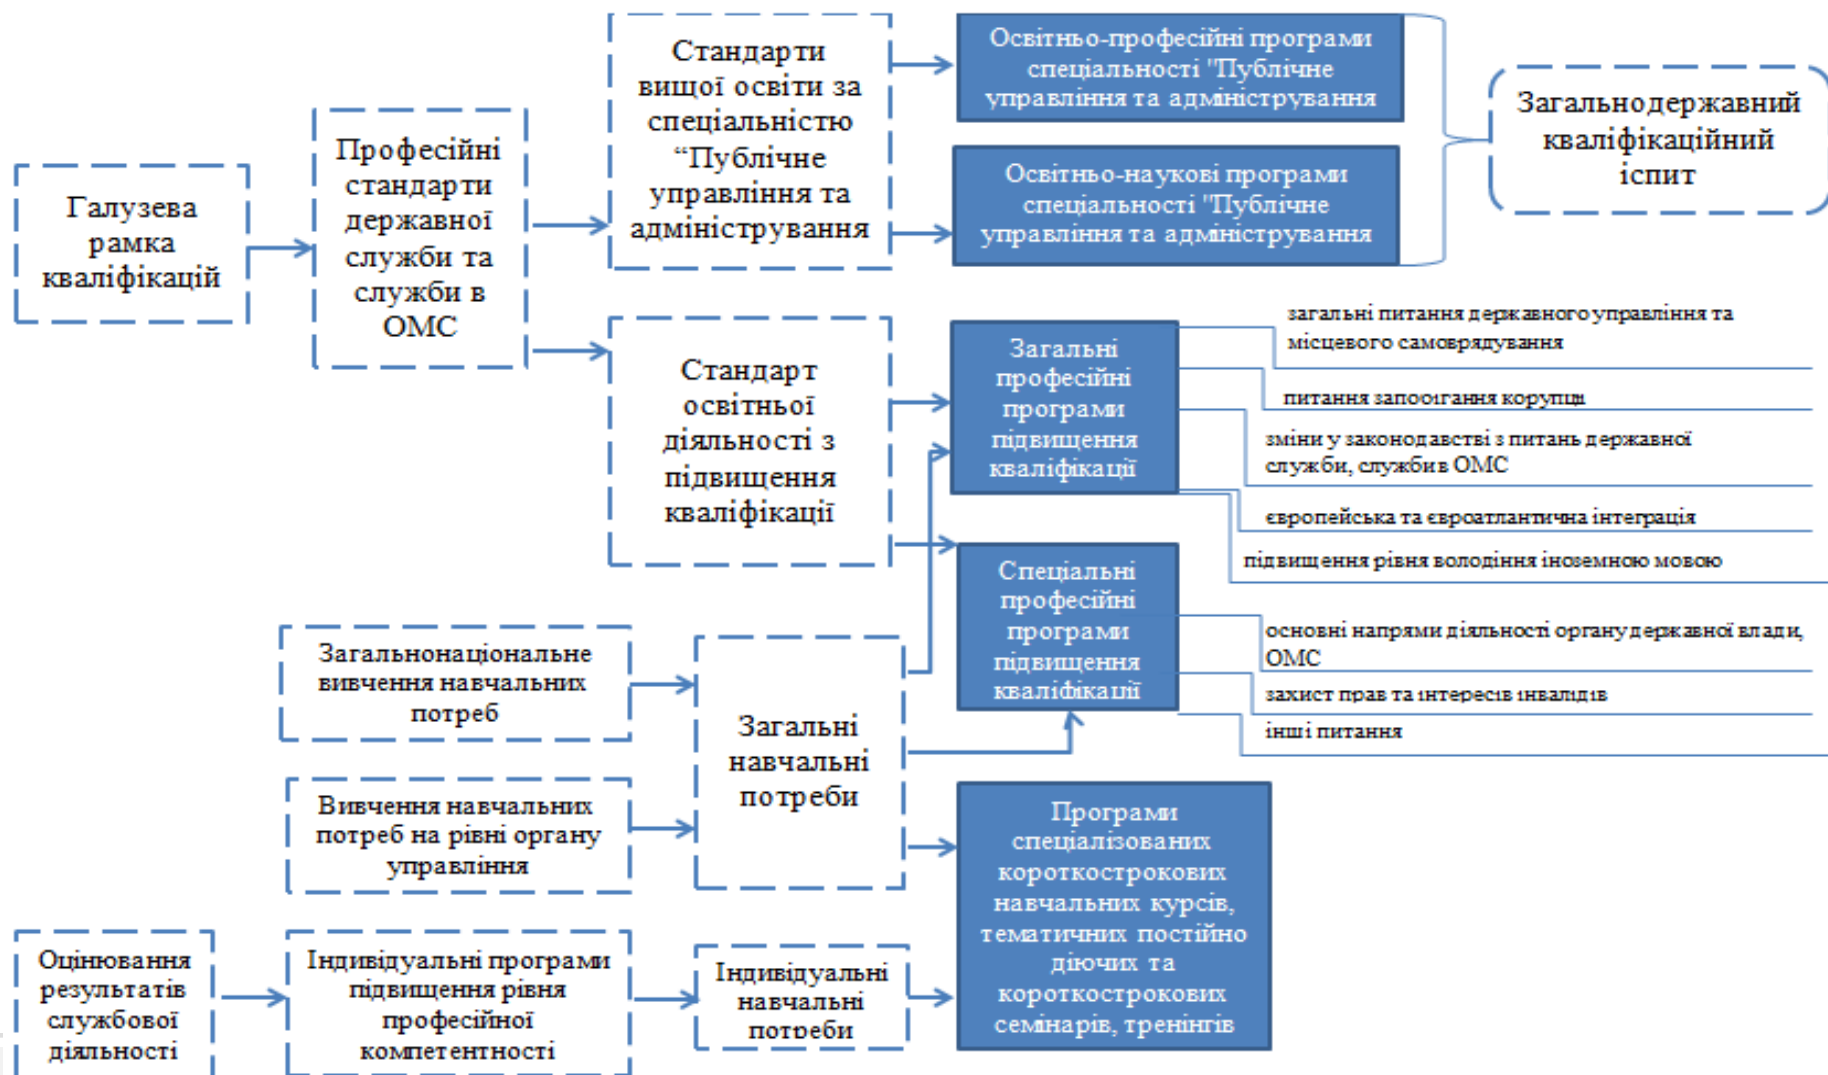 Галузева
рамка
кваліфікацій
Професійні
стандарти
державної
служби та
служби в
ОМС
Стандарти
вищої освіти за
спеціальністю
“Публічне
управління та
адміністрування
Освітньо-професійні програми
спеціальності "Публічне
управління та адміністрування
Освітньо-наукові програми
спеціальності "Публічне
управління та адміністрування
Загальнодержавний
кваліфікаційний
іспит
Стандарт
освітньої
діяльності з
підвищення
кваліфікації
Загальні
професійні
програми
підвищення
кваліфікації
загальні питання державного управління та
місцевого самоврядування
питання запобігання корупції
зміни у законодавстві з питань державної
служби, служби в ОМС
європейська та євроатлантична інтеграція
підвищення рівня володіння іноземною мовою
Спеціальні
професійні
програми
підвищення
кваліфікації
основні напрями діяльності органу державної влади,
ОМС
захист прав та інтересів інвалідів
інші питання
Загальнонаціональне
вивчення навчальних
потреб
Вивчення навчальних
потреб на рівні органу
управління
Загальні
навчальні
потреби
Програми
спеціалізованих
короткострокових
навчальних курсів,
тематичних постійно
діючих та
короткострокових
семінарів, тренінгів
Оцінювання
результатів
службової
діяльності
Індивідуальні програми
підвищення рівня
професійної
компетентності
Індивідуальні
навчальні
потреби